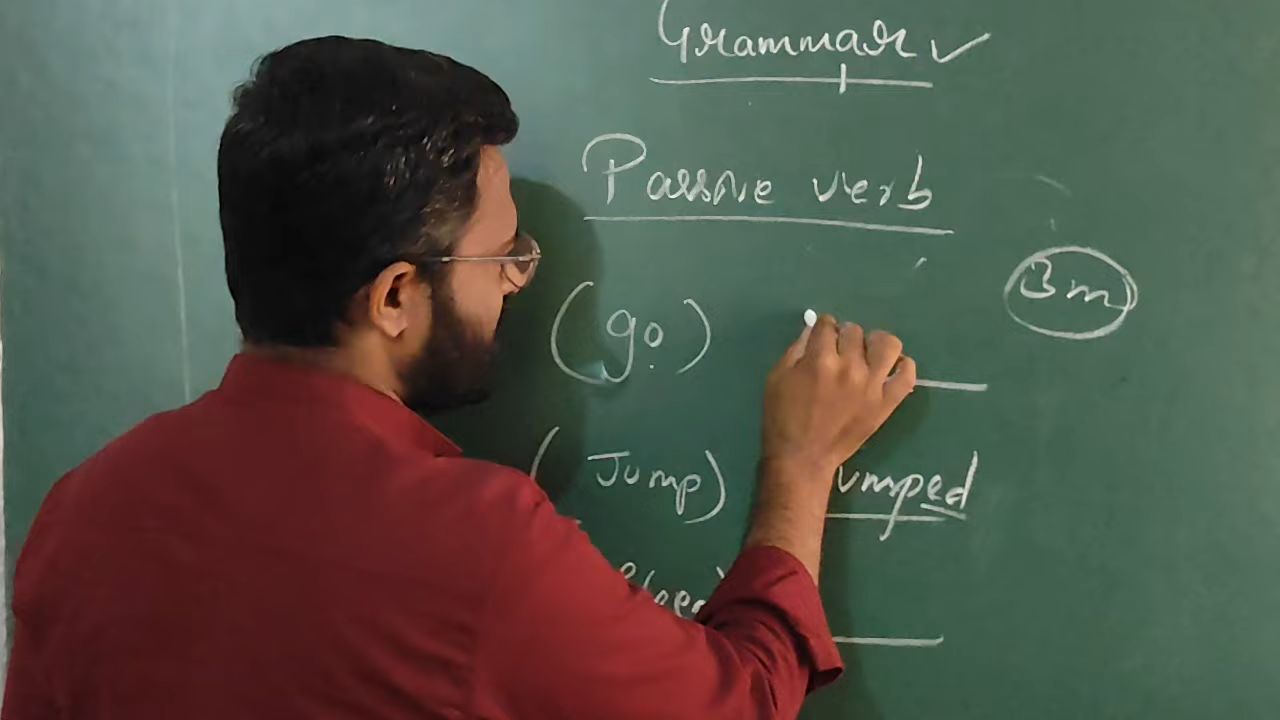 Grammar
Passive verb
3m
(go)
(Jump) umped